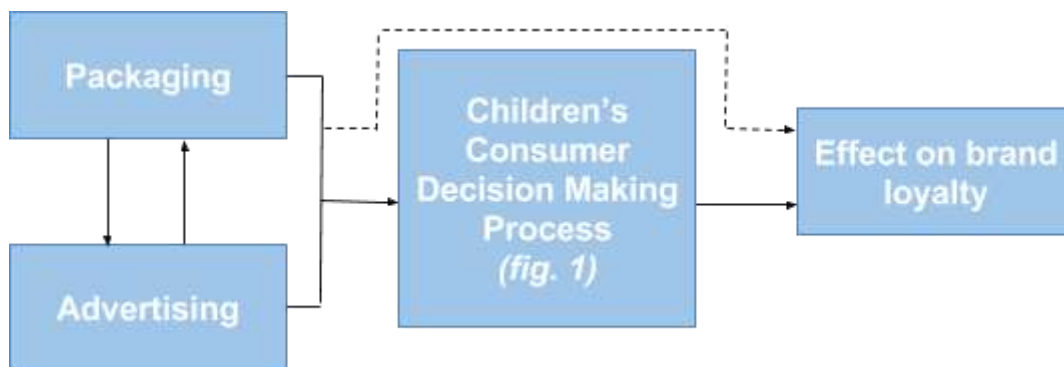 Packaging
Advertising
Children’s
Consumer
Decision Making
Process
(fig. 1)
Effect on brand
loyalty